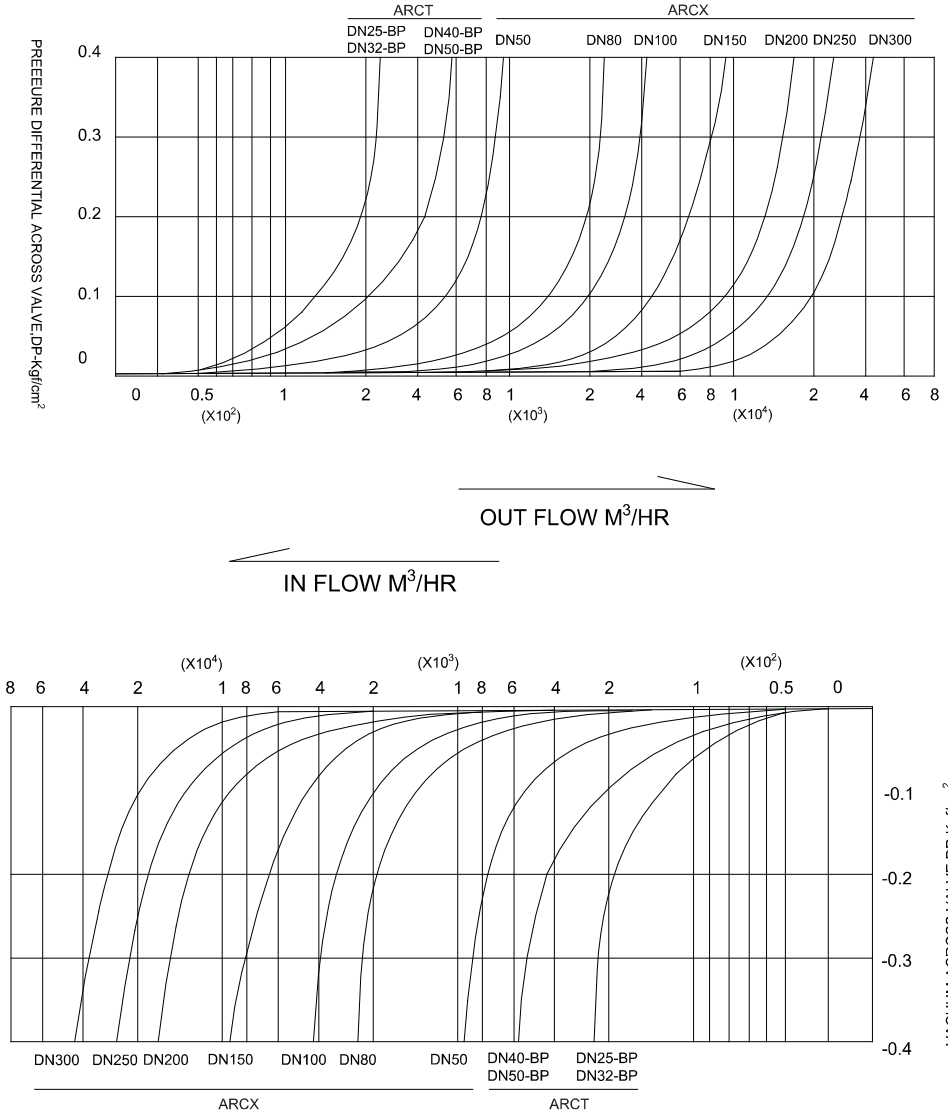 ARCT ARCX
DN25-BP DN40-BP
DN32-BP DN50-BP DN50 DN80 DN100 DN150 DN200 DN250 DN300
PREEEURE DIFFERENTIAL ACROSS VALVE,DP-Kgf/cm²
0.4
0.3
0.2
0.1
0
0 0.5 1 2 4 6 8 1 2 4 6 8 1 2 4 6 8
(X10²) (X10³) (X10⁴)
OUT FLOW M³/HR
IN FLOW M³/HR
(X10⁴) (X10³) (X10²)
8 6 4 2 1 8 6 4 2 1 8 6 4 2 1 0.5 0
-0.1
-0.2
-0.3
-0.4
DN300 DN250 DN200 DN150 DN100 DN80 DN50 DN40-BP DN25-BP
DN50-BP DN32-BP
ARCX ARCT